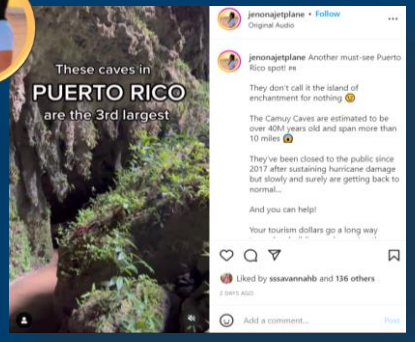 These caves in
PUERTO RICO
are the 3rd largest
jenonajetplane • Follow
Original Audio
jenonajetplane Another must-see Puerto
Rico spot! PR
They don't call it the island of
enchantment for nothing 😉
The Camuy Caves are estimated to be
over 40M years old and span more than
10 miles 😱
They've been closed to the public since
2017 after sustaining hurricane damage
but slowly and surely are getting back to
normal...
And you can help!
Your tourism dollars go a long way
Liked by sssavannahb and 136 others
2 DAYS AGO
Add a comment...
Post